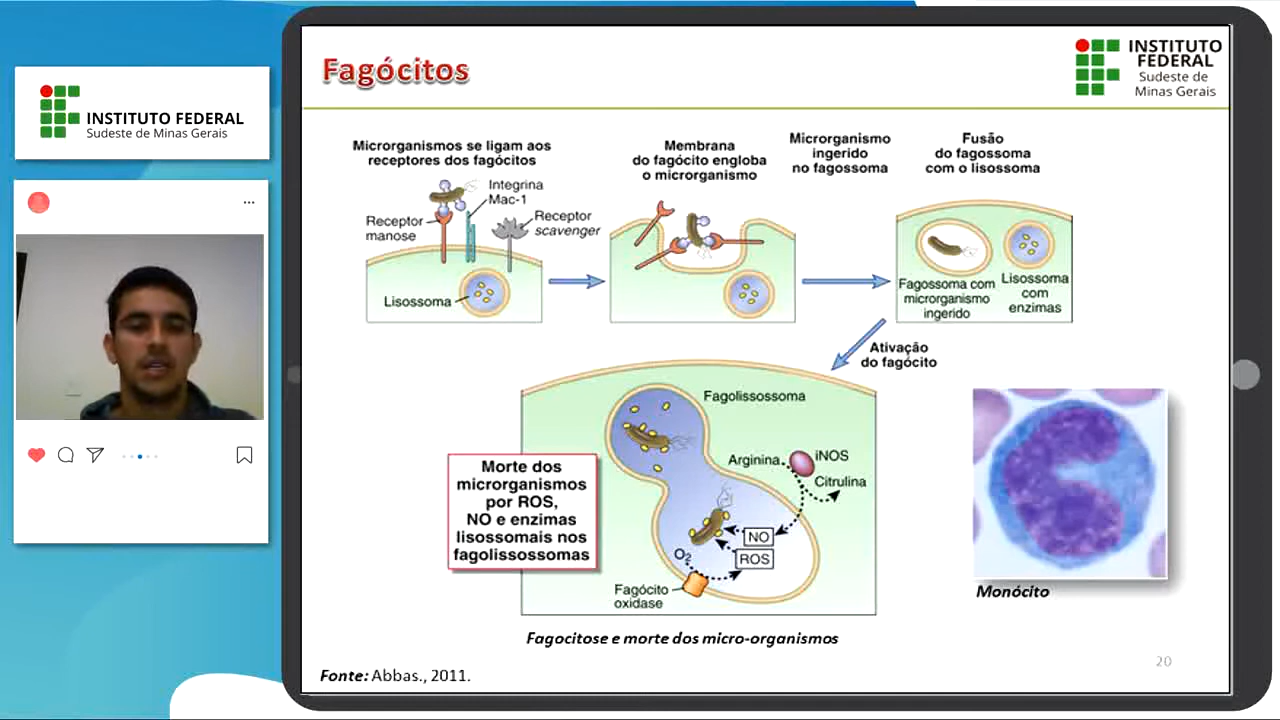 INSTITUTO FEDERAL
Sudeste de Minas Gerais
Fagócitos
INSTITUTO
FEDERAL
Sudeste de
Minas Gerais
Microrganismos se ligam aos
receptores dos fagócitos
Integrina
Mac-1
Receptor
manose
Receptor
scavenger
Lisossoma
Membrana
do fagócito engloba
o microrganismo
Microrganismo
ingerido
no fagossoma
Fusão
do fagossoma
com o lisossoma
Fagossoma com
microrganismo
ingerido
Lisossoma
com
enzimas
Ativação
do fagócito
Fagolissossoma
Arginina
iNOS
Citrulina
NO
ROS
O2
Fagócito
oxidase
Morte dos
microrganismos
por ROS,
NO e enzimas
lisossomais nos
fagolissossomas
Monócito
Fagocitose e morte dos micro-organismos
Fonte: Abbas., 2011.
20